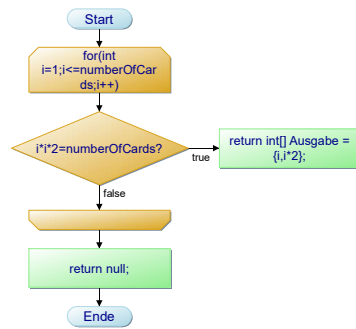 Start
for(int
i=1;i<=numberOfCar
ds;i++)
i*i*2=numberOfCards?
true
return int[] Ausgabe =
{i,i*2};
false
return null;
Ende